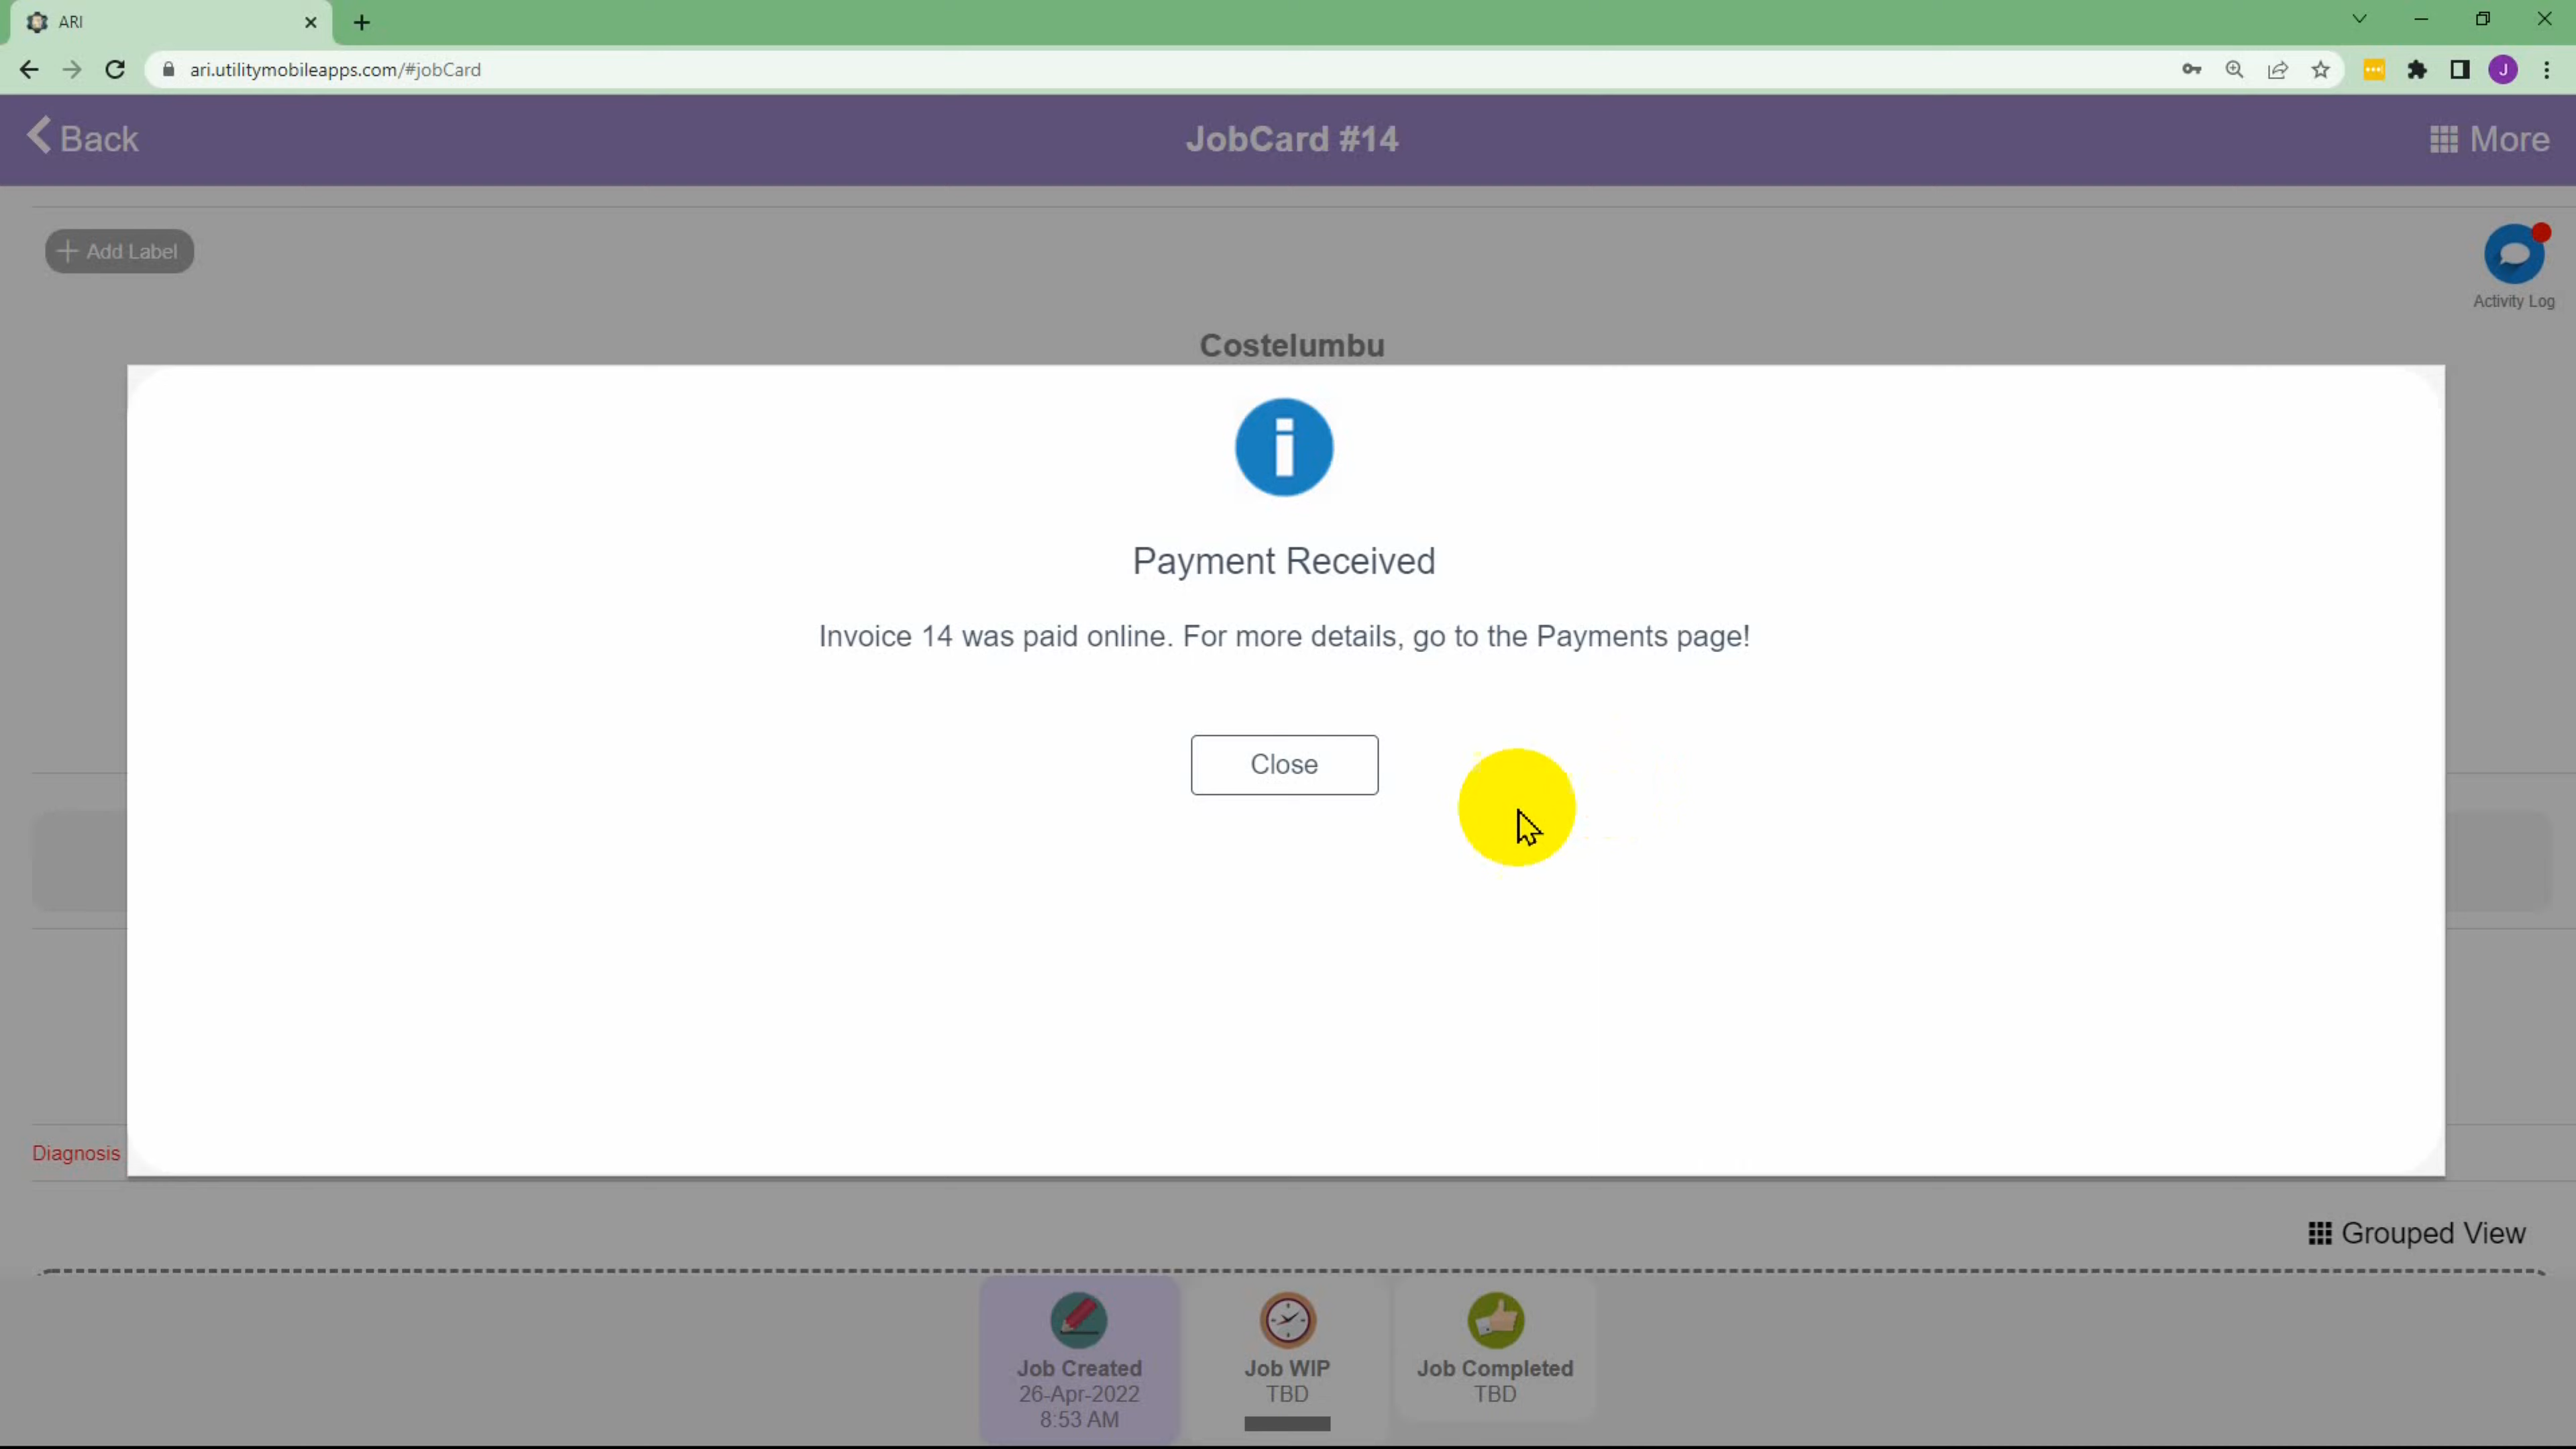 ARI
ari.utilitymobileapps.com/#jobCard
J
Back
JobCard #14
More
Add Label
Activity Log
Costelumbu
Payment Received
Invoice 14 was paid online. For more details, go to the Payments page!
Close
Diagnosis
Grouped View
Job Created
26-Apr-2022
8:53 AM
Job WIP
TBD
Job Completed
TBD